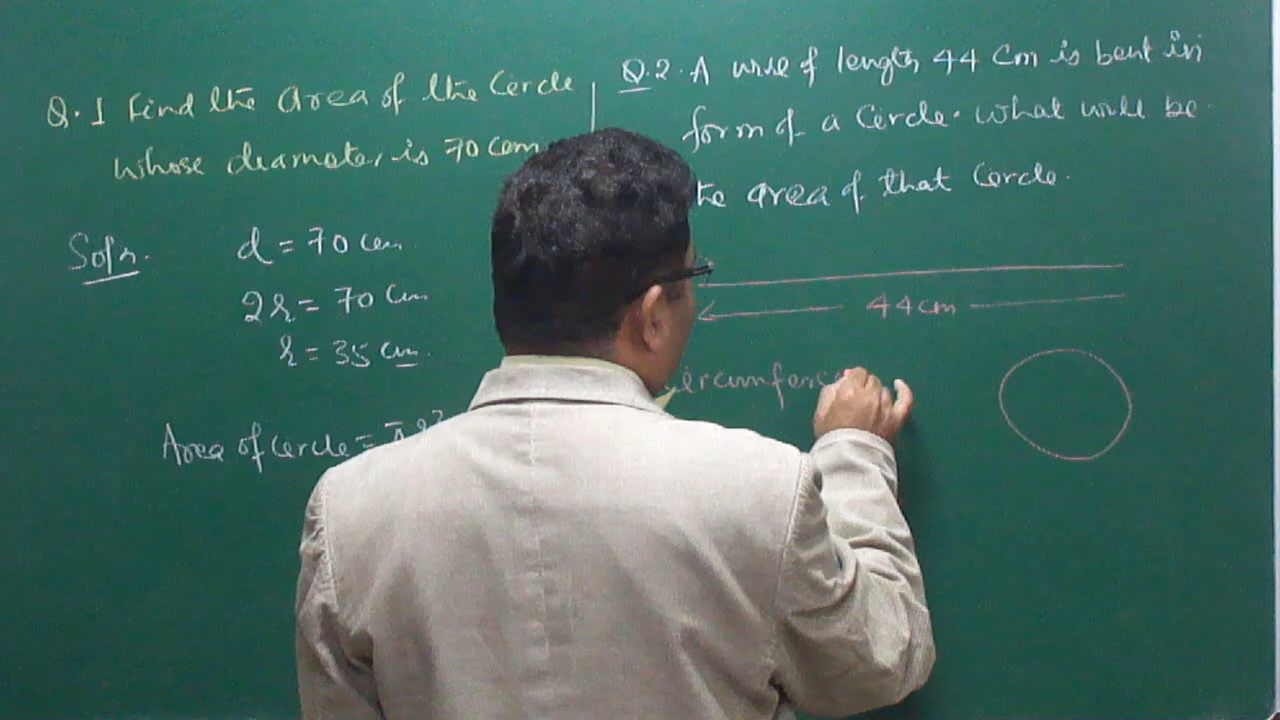 Q.1 Find the area of the Circle
whose diameter is 70 cm
Soln.
d = 70 cm
2r = 70 cm
r = 35 cm
Area of Circle = πr²
Q.2. A wire of length 44 cm is bent in
form of a Circle. What will be
the area of that Circle.
44cm